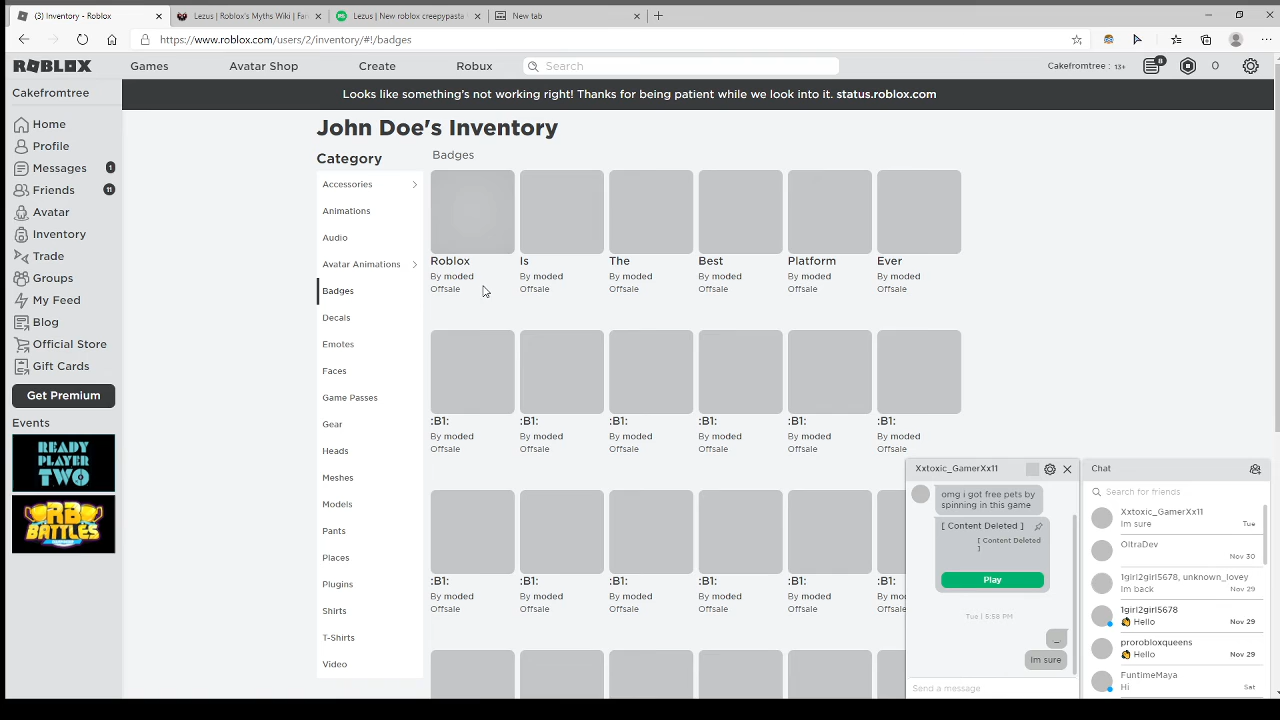 (3) Inventory - Roblox
Lezus | Roblox's Myths Wiki | Fan
Lezus | New roblox creepypasta
New tab
https://www.roblox.com/users/2/inventory/#!/badges
ROBLOX
Games
Avatar Shop
Create
Robux
Search
Cakefromtree : 13+
8
0
Cakefromtree
Looks like something's not working right! Thanks for being patient while we look into it. status.roblox.com
Home
Profile
Messages 1
Friends 11
Avatar
Inventory
Trade
Groups
My Feed
Blog
Official Store
Gift Cards
Get Premium
Events
READY
PLAYER
TWO
RB
BATTLES
John Doe's Inventory
Category
Accessories
Animations
Audio
Avatar Animations
Badges
Decals
Emotes
Faces
Game Passes
Gear
Heads
Meshes
Models
Pants
Places
Plugins
Shirts
T-Shirts
Video
Badges
Roblox Is The Best Platform Ever
By moded By moded By moded By moded By moded By moded
Offsale Offsale Offsale Offsale Offsale Offsale
:B1: :B1: :B1: :B1: :B1: :B1:
By moded By moded By moded By moded By moded By moded
Offsale Offsale Offsale Offsale Offsale Offsale
:B1: :B1: :B1: :B1: :B1:
By moded By moded By moded By moded By moded
Offsale Offsale Offsale Offsale Offsale
Xxtoxic_GamerXx11
omg i got free pets by
spinning in this game
[ Content Deleted ]
[ Content Deleted
]
Play
Tue | 5:58 PM
_
Im sure
Send a message
Chat
Search for friends
Xxtoxic_GamerXx11
Im sure Tue
OltraDev
Nov 30
1girl2girl5678, unknown_lovey
Im back Nov 29
1girl2girl5678
Hello Nov 29
prorobloxqueens
Hello Nov 29
FuntimeMaya
Hi Sat